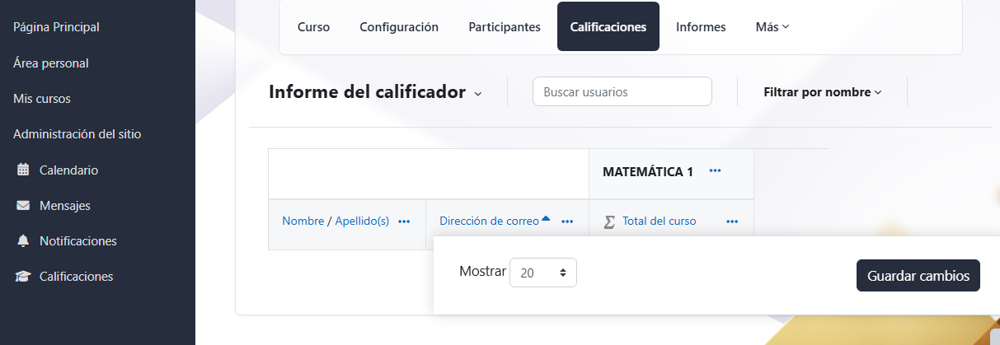 Página Principal
Área personal
Mis cursos
Administración del sitio
Calendario
Mensajes
Notificaciones
Calificaciones
Curso Configuración Participantes Calificaciones Informes Más
Informe del calificador Buscar usuarios Filtrar por nombre
MATEMÁTICA 1
Nombre / Apellido(s) Dirección de correo Σ Total del curso
Mostrar 20 Guardar cambios